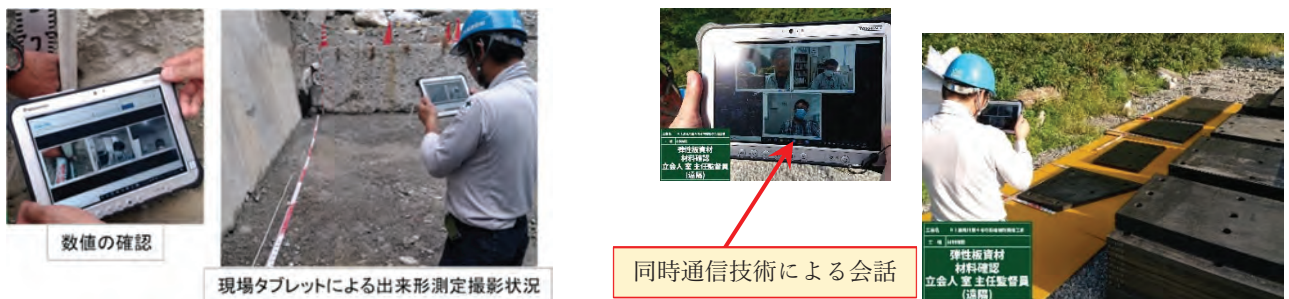 数値の確認
現場タブレットによる出来形測定撮影状況
弾性板資材
材料確認
立会人 室 主任監督員
(遠隔)
同時通信技術による会話
弾性板資材
材料確認
立会人 室 主任監督員
(遠隔)